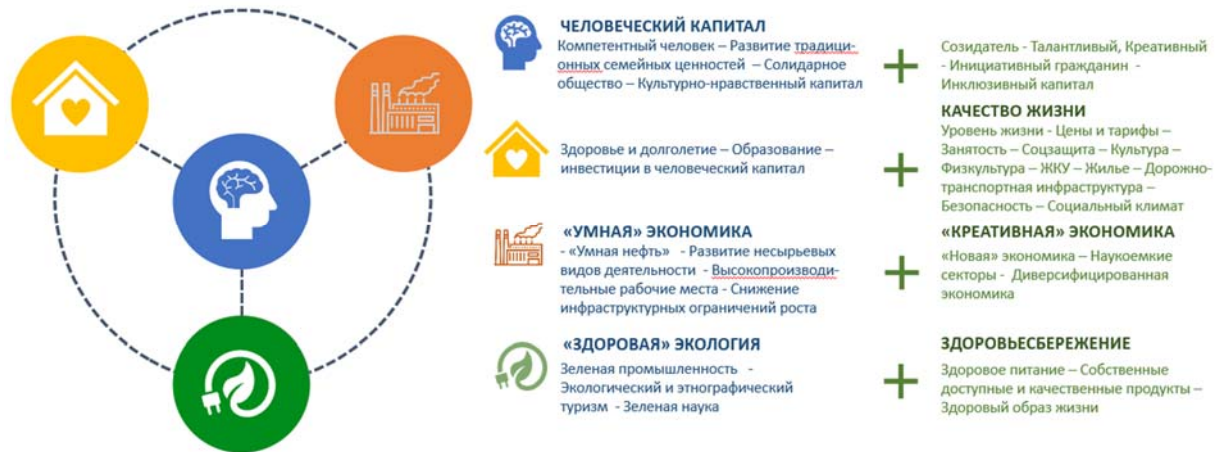 ЧЕЛОВЕЧЕСКИЙ КАПИТАЛ
Компетентный человек – Развитие традици-
онных семейных ценностей – Солидарное
общество – Культурно-нравственный капитал
Созидатель - Талантливый, Креативный
- Инициативный гражданин -
Инклюзивный капитал
Здоровье и долголетие – Образование –
инвестиции в человеческий капитал
КАЧЕСТВО ЖИЗНИ
Уровень жизни - Цены и тарифы –
Занятость – Соцзащита – Культура –
Физкультура – ЖКУ – Жилье – Дорожно-
транспортная инфраструктура –
Безопасность – Социальный климат
«УМНАЯ» ЭКОНОМИКА
- «Умная нефть» - Развитие несырьевых
видов деятельности - Высокопроизводи-
тельные рабочие места - Снижение
инфраструктурных ограничений роста
«КРЕАТИВНАЯ» ЭКОНОМИКА
«Новая» экономика – Наукоемкие
секторы - Диверсифицированная
экономика
«ЗДОРОВАЯ» ЭКОЛОГИЯ
Зеленая промышленность -
Экологический и этнографический
туризм - Зеленая наука
ЗДОРОВЬЕСБЕРЕЖЕНИЕ
Здоровое питание – Собственные
доступные и качественные продукты –
Здоровый образ жизни